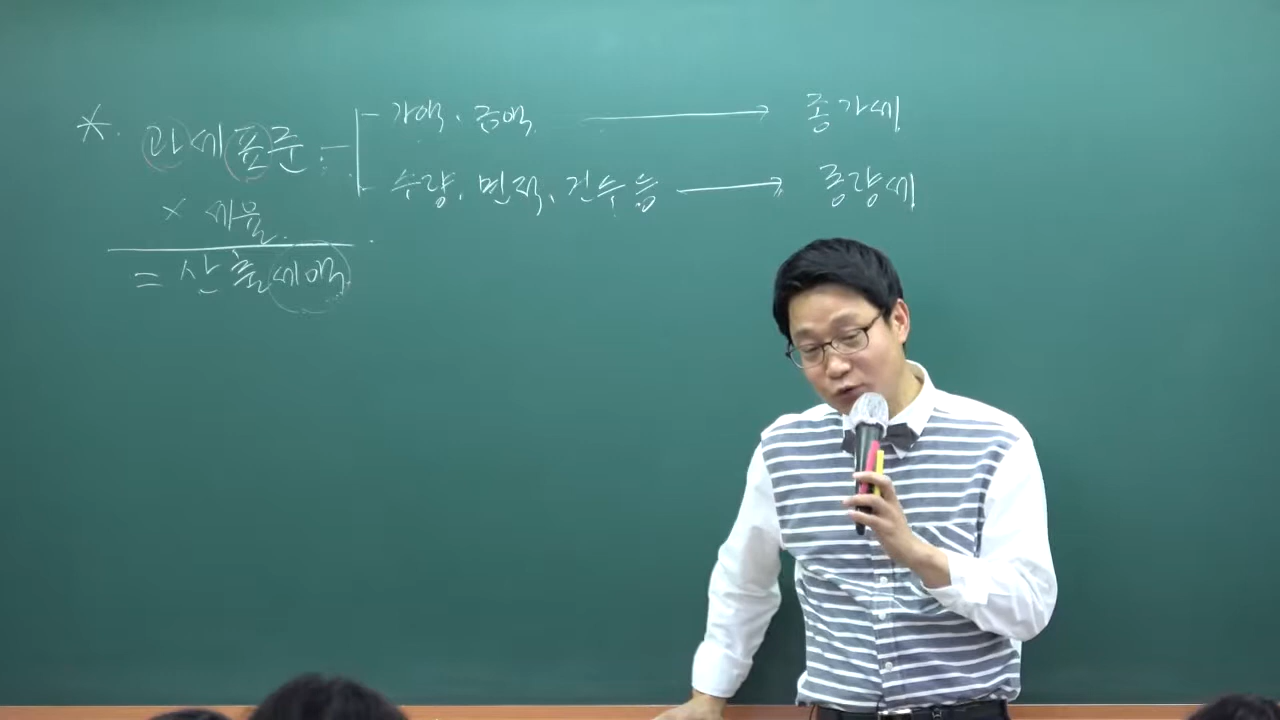 * 과세표준 :- 가액、금액 → 종가세
수량、면적、건수 등 → 종량세
× 세율
= 산출세액